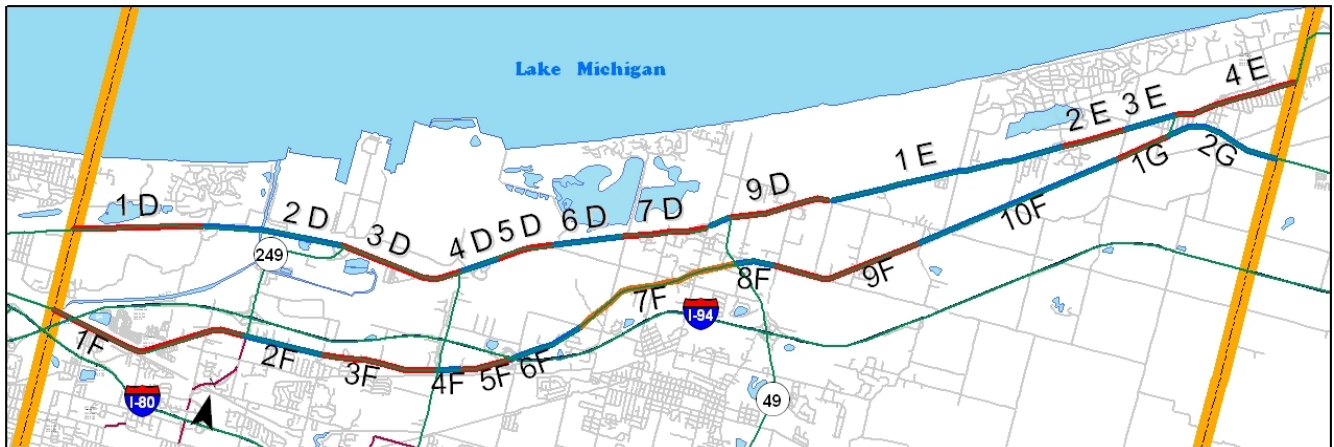 Lake Michigan
1 D
2 D
3 D
4 D
5 D
6 D
7 D
9 D
1 E
2 E
3 E
4 E
249
1F
2F
3F
4F
5F
6F
7F
8F
9F
10F
1G
2G
I-94
I-80
49